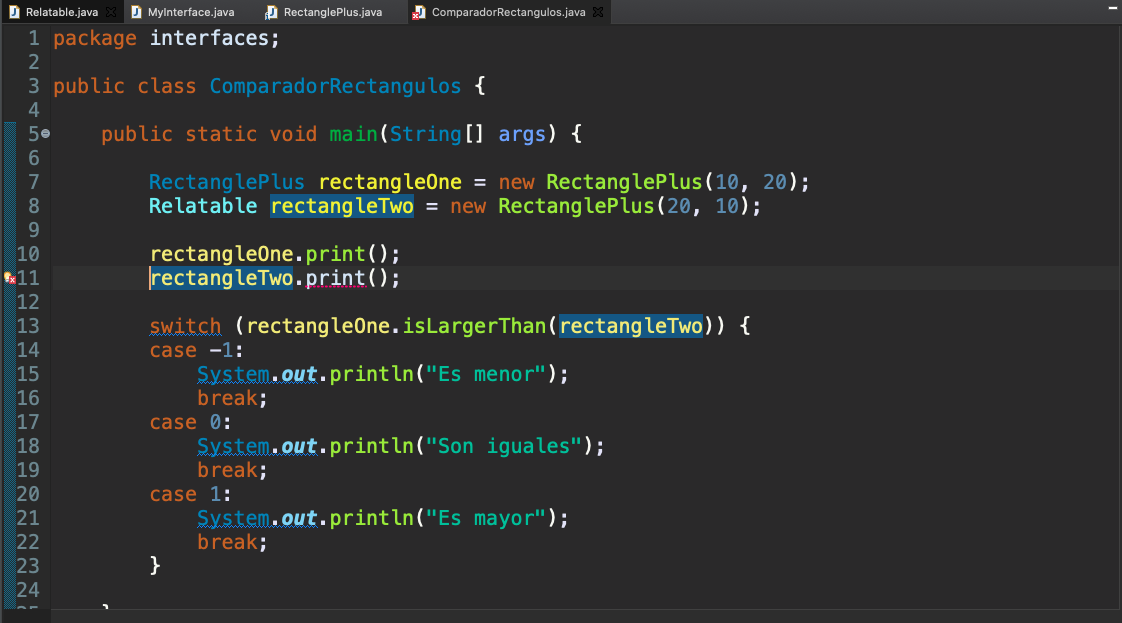 Relatable.java MyInterface.java RectanglePlus.java ComparadorRectangulos.java
1 package interfaces;
2
3 public class ComparadorRectangulos {
4
5 public static void main(String[] args) {
6
7 RectanglePlus rectangleOne = new RectanglePlus(10, 20);
8 Relatable rectangleTwo = new RectanglePlus(20, 10);
9
10 rectangleOne.print();
11 rectangleTwo.print();
12
13 switch (rectangleOne.isLargerThan(rectangleTwo)) {
14 case -1:
15 System.out.println("Es menor");
16 break;
17 case 0:
18 System.out.println("Son iguales");
19 break;
20 case 1:
21 System.out.println("Es mayor");
22 break;
23 }
24